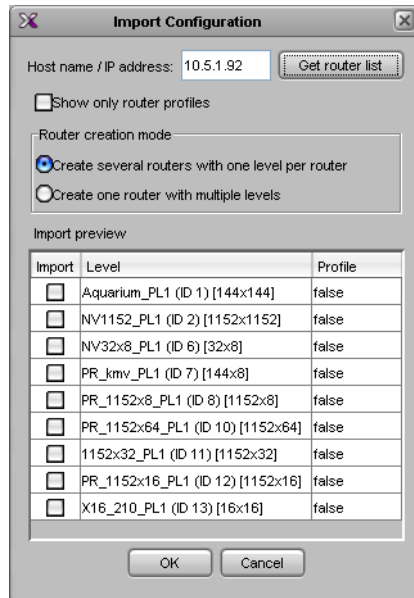 Import Configuration
Host name / IP address: 10.5.1.92 Get router list
Show only router profiles
Router creation mode
Create several routers with one level per router
Create one router with multiple levels
Import preview
Import Level Profile
Aquarium_PL1 (ID 1) [144x144] false
NV1152_PL1 (ID 2) [1152x1152] false
NV32x8_PL1 (ID 6) [32x8] false
PR_kmv_PL1 (ID 7) [144x8] false
PR_1152x8_PL1 (ID 8) [1152x8] false
PR_1152x64_PL1 (ID 10) [1152x64] false
1152x32_PL1 (ID 11) [1152x32] false
PR_1152x16_PL1 (ID 12) [1152x16] false
X16_210_PL1 (ID 13) [16x16] false
OK Cancel